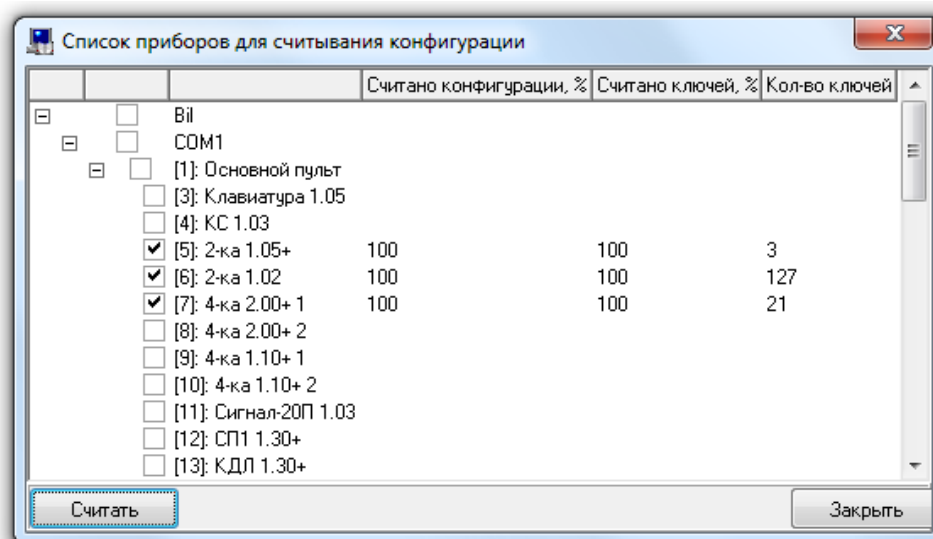 Список приборов для считывания конфигурации
Считано конфигурации, % Считано ключей, % Кол-во ключей
Bil
COM1
[1]: Основной пульт
[3]: Клавиатура 1.05
[4]: КС 1.03
[5]: 2-ка 1.05+ 100 100 3
[6]: 2-ка 1.02 100 100 127
[7]: 4-ка 2.00+ 1 100 100 21
[8]: 4-ка 2.00+ 2
[9]: 4-ка 1.10+ 1
[10]: 4-ка 1.10+ 2
[11]: Сигнал-20П 1.03
[12]: СП1 1.30+
[13]: КДЛ 1.30+
Считать Закрыть